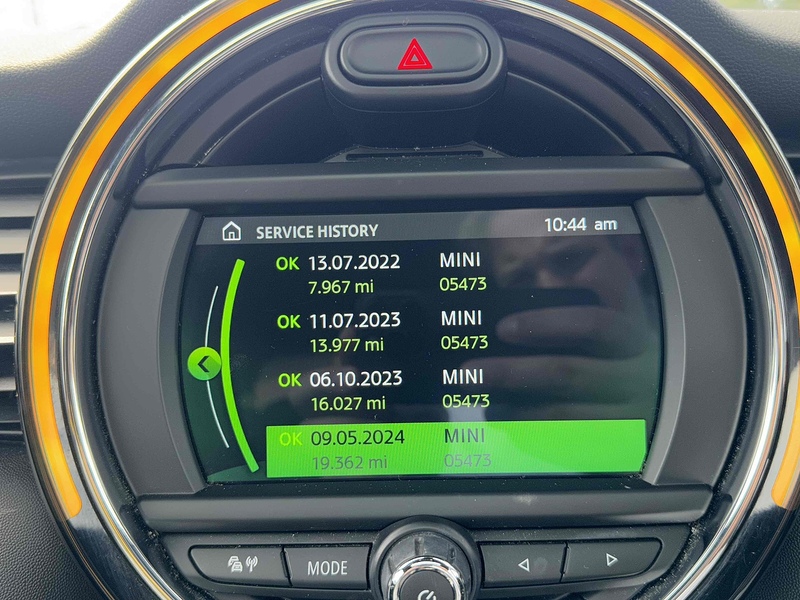 SERVICE HISTORY 10:44 am
OK 13.07.2022 MINI
7.967 mi 05473
OK 11.07.2023 MINI
13.977 mi 05473
OK 06.10.2023 MINI
16.027 mi 05473
OK 09.05.2024 MINI
19.362 mi 05473
MODE